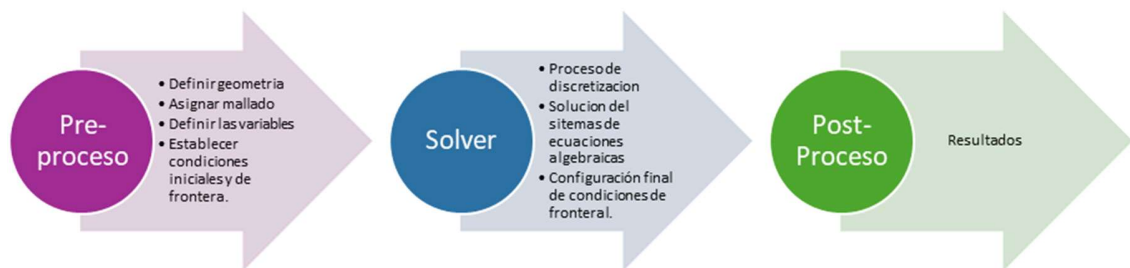 Pre-
proceso
• Definir geometria
• Asignar mallado
• Definir las variables
• Establecer
condiciones
iniciales y de
frontera.
Solver
• Proceso de
discretizacion
• Solucion del
sitemas de
ecuaciones
algebraicas
• Configuración final
de condiciones de
fronteral.
Post-
Proceso
Resultados